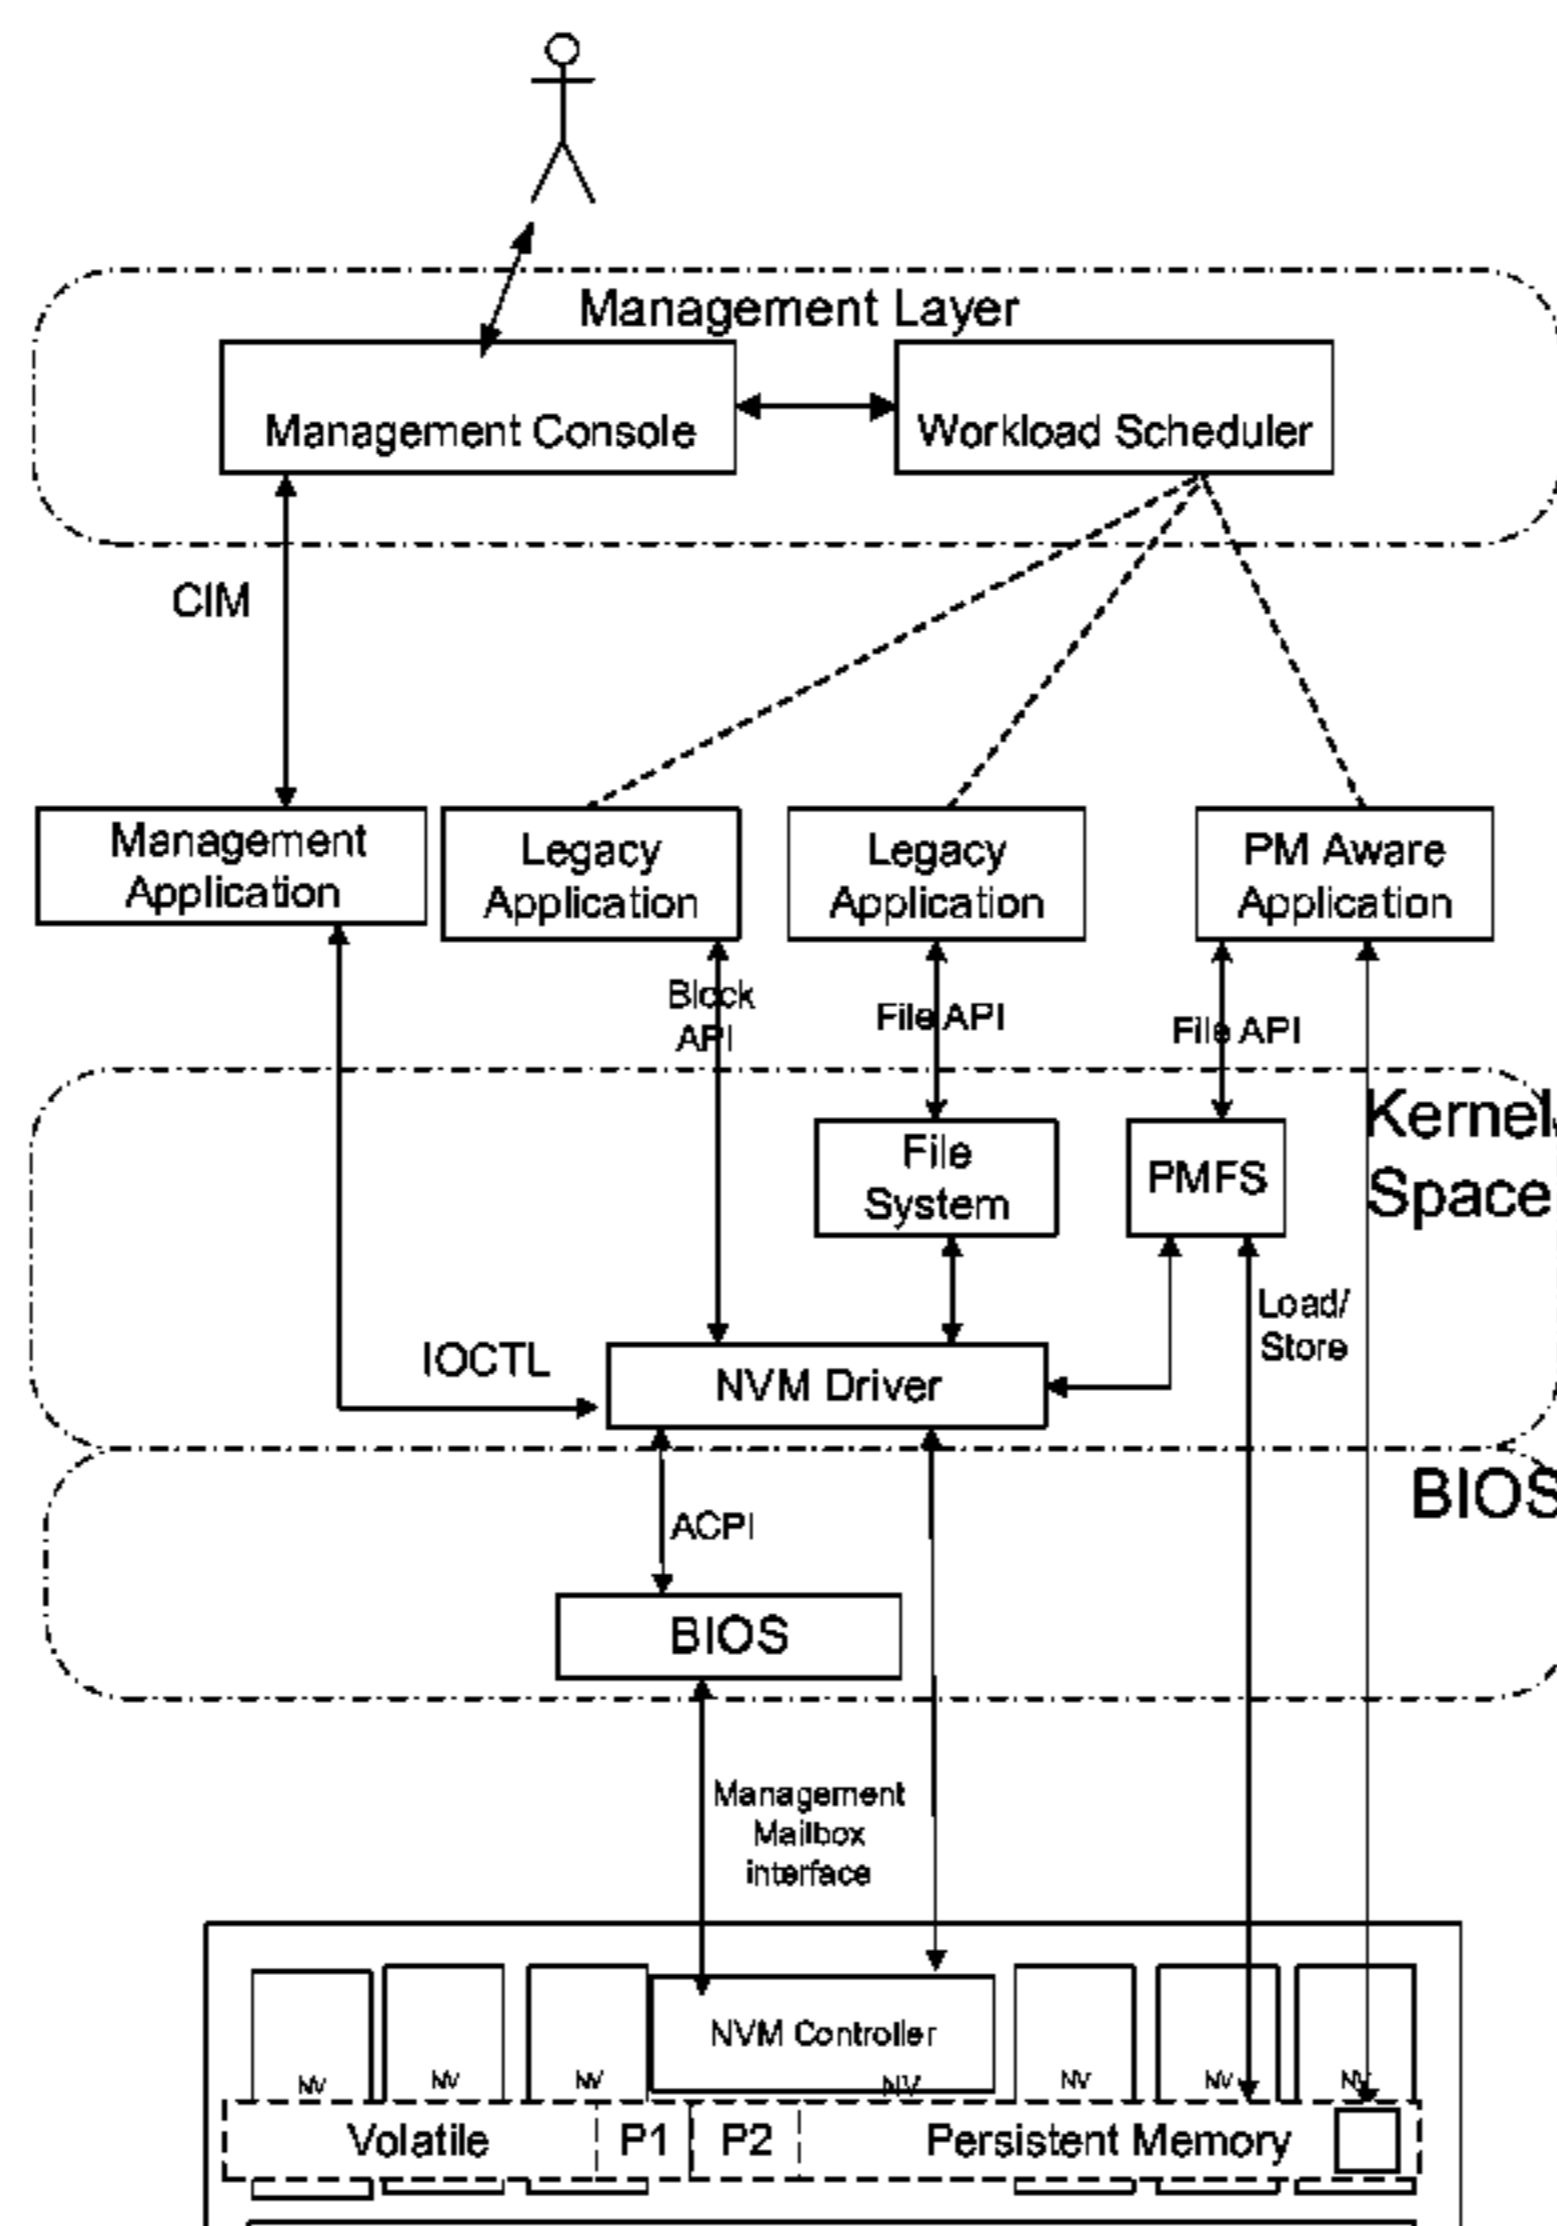 Management Layer
Management Console
Workload Scheduler
CIM
Management
Application
Legacy
Application
Legacy
Application
PM Aware
Application
Block
API
File API
File API
Kernel
Space
File
System
PMFS
Load/
Store
IOCTL
NVM Driver
BIOS
ACPI
BIOS
Management
Mailbox
interface
NVM Controller
NV
NV
NV
NV
NV
NV
NV
Volatile
P1
P2
Persistent Memory